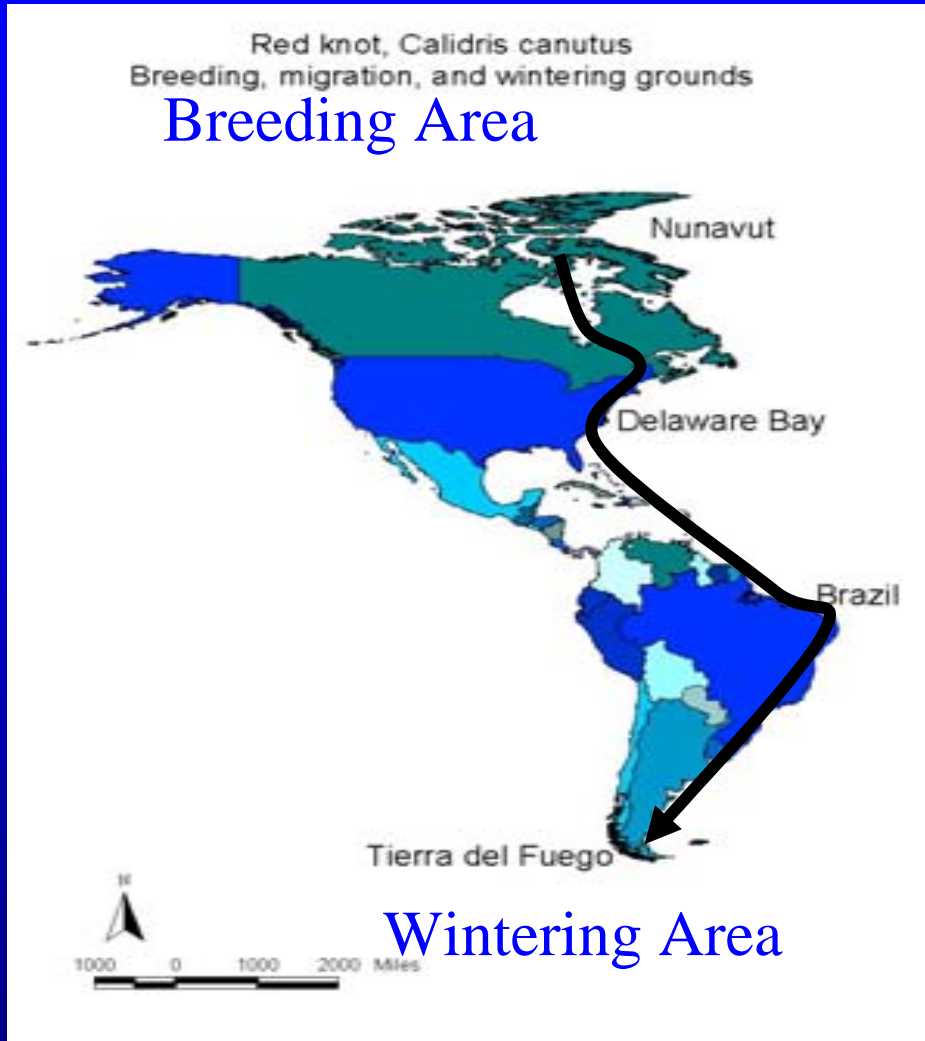 Red knot, Calidris canutus
Breeding, migration, and wintering grounds
Breeding Area
Nunavut
Delaware Bay
Brazil
Tierra del Fuego
N
Wintering Area
1000 0 1000 2000 Miles